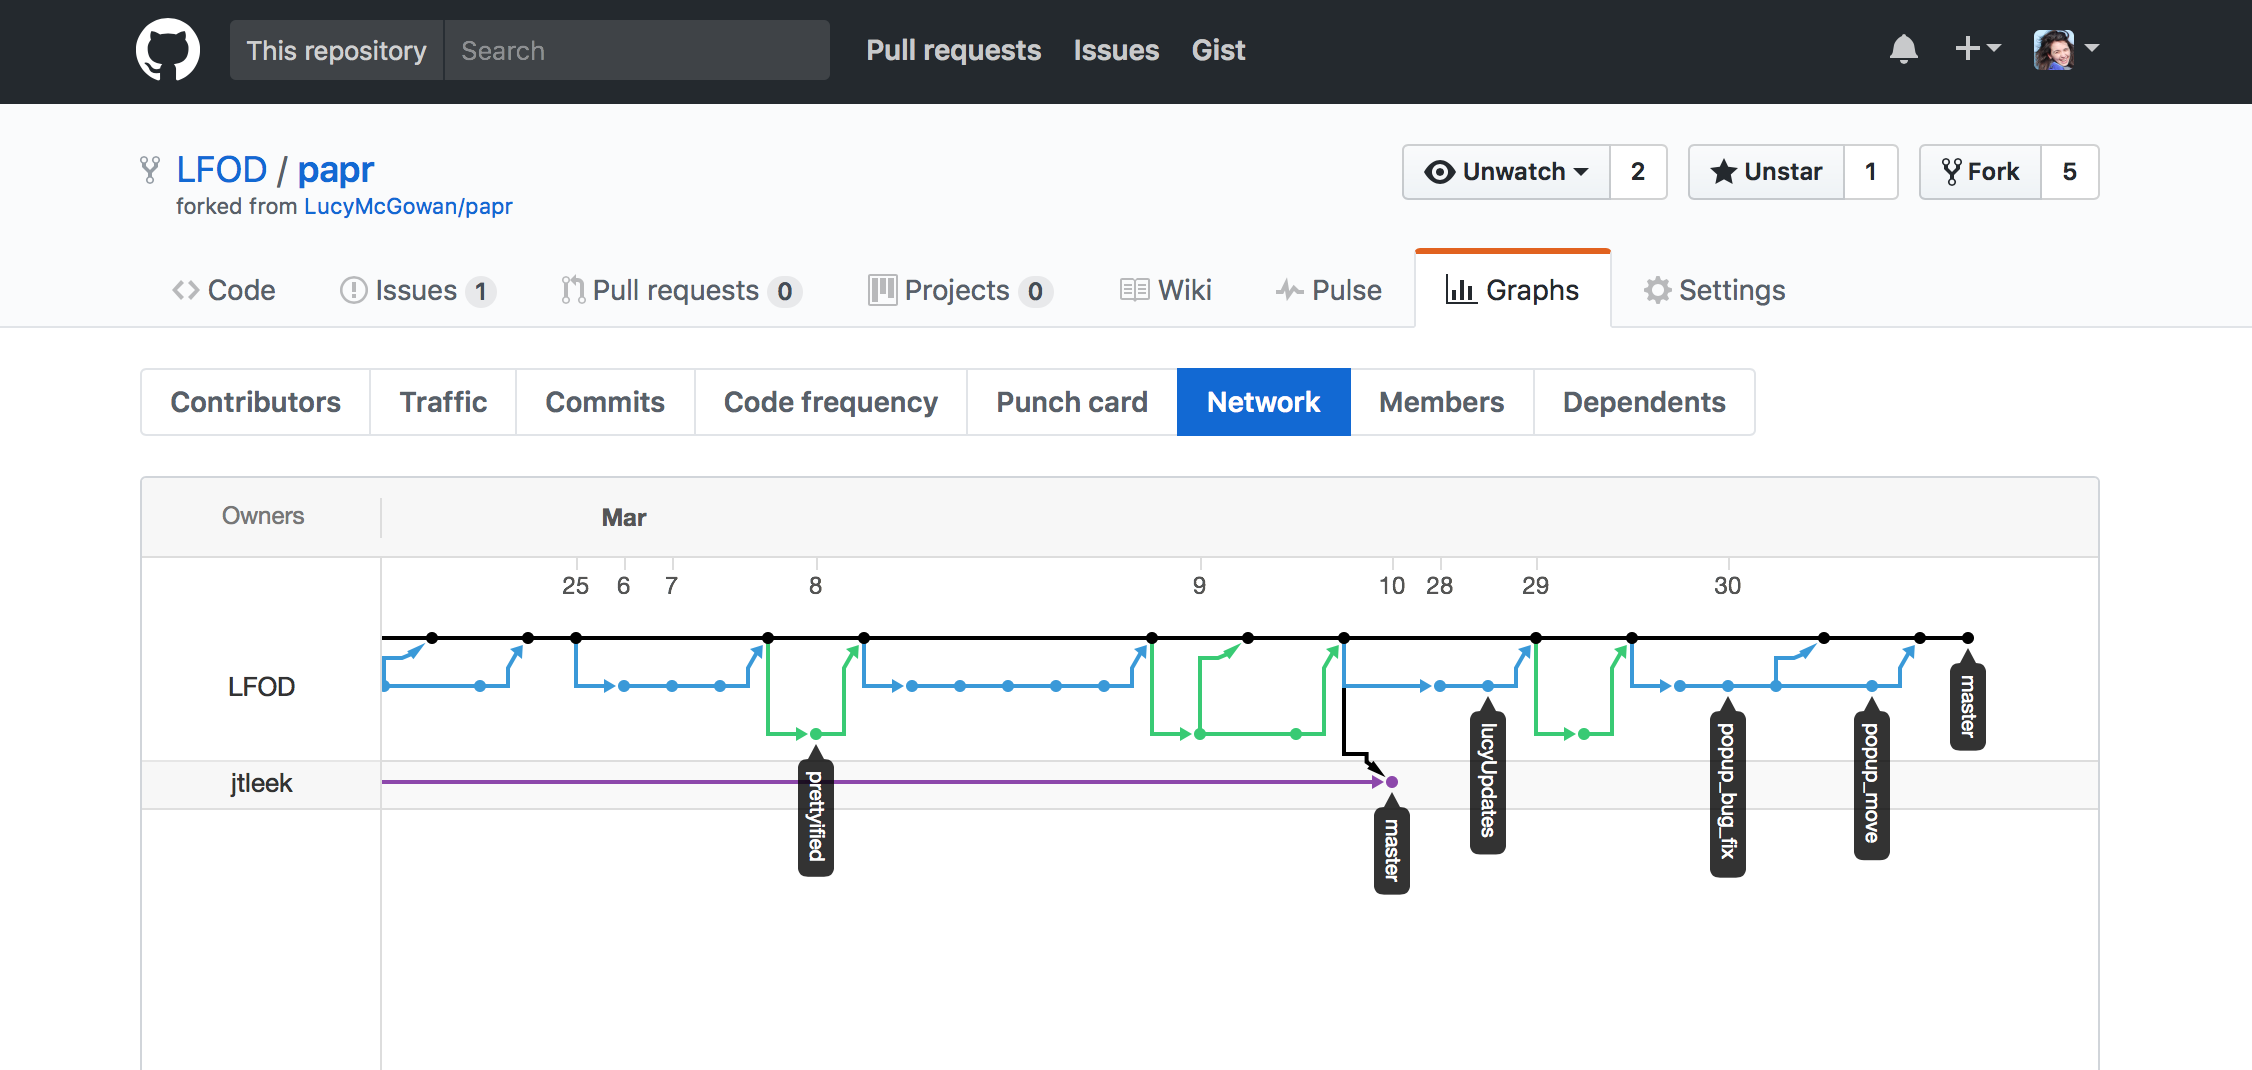 This repository Search Pull requests Issues Gist
LFOD / papr
forked from LucyMcGowan/papr
Unwatch 2 Unstar 1 Fork 5
Code Issues 1 Pull requests 0 Projects 0 Wiki Pulse Graphs Settings
Contributors Traffic Commits Code frequency Punch card Network Members Dependents
Owners Mar
25 6 7 8 9 10 28 29 30
LFOD
jtleek
prettyified
master
lucyUpdates
popup_bug_fix
popup_move
master